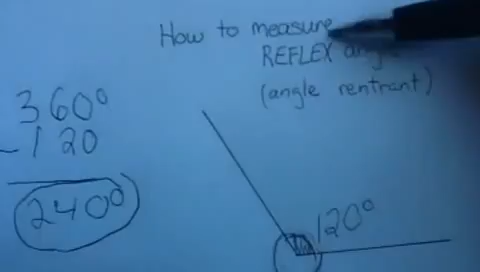 How to measure
REFLEX
(angle rentrant)
360°
- 120
240°
120°